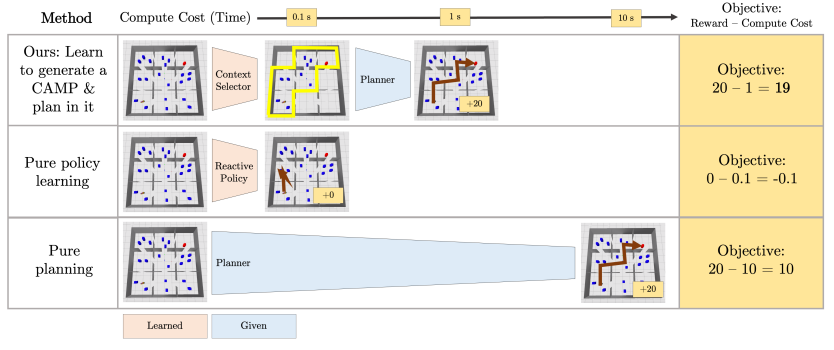 Method
Compute Cost (Time)
0.1 s
1 s
10 s
Objective:
Reward – Compute Cost
Ours: Learn
to generate a
CAMP &
plan in it
Context
Selector
Planner
+20
Objective:
20 – 1 = 19
Pure policy
learning
Reactive
Policy
+0
Objective:
0 – 0.1 = -0.1
Pure
planning
Planner
+20
Objective:
20 – 10 = 10
Learned
Given